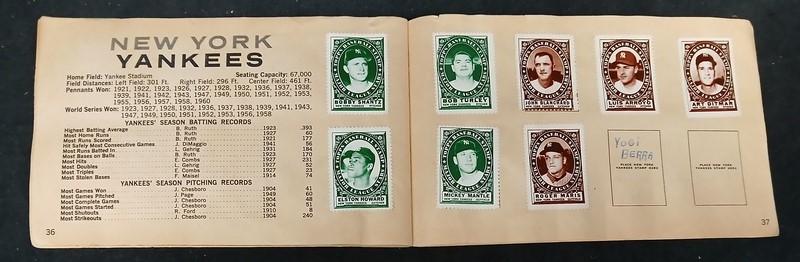 NEW YORK
YANKEES
Home Field: Yankee Stadium Seating Capacity: 67,000
Field Distances: Left Field: 301 Ft. Right Field: 296 Ft. Center Field: 461 Ft.
Pennants Won: 1921, 1922, 1923, 1926, 1927, 1928, 1932, 1936, 1937, 1938,
1939, 1941, 1942, 1943, 1947, 1949, 1950, 1951, 1952, 1953,
1955, 1956, 1957, 1958, 1960
World Series Won: 1923, 1927, 1928, 1932, 1936, 1937, 1938, 1939, 1941, 1943,
1947, 1949, 1950, 1951, 1952, 1953, 1956, 1958
YANKEES' SEASON BATTING RECORDS
Highest Batting Average B. Ruth 1923 .393
Most Home Runs B. Ruth 1927 60
Most Runs Scored B. Ruth 1921 177
Hit Safely Most Consecutive Games J. DiMaggio 1941 56
Most Runs Batted In L. Gehrig 1931 184
Most Bases on Balls B. Ruth 1923 170
Most Hits E. Combs 1927 231
Most Doubles L. Gehrig 1927 52
Most Triples E. Combs 1927 23
Most Stolen Bases F. Maisel 1914 74
YANKEES' SEASON PITCHING RECORDS
Most Games Won J. Chesboro 1904 41
Most Games Pitched J. Page 1949 60
Most Complete Games J. Chesboro 1904 48
Most Games Started J. Chesboro 1904 51
Most Shutouts R. Ford 1910 8
Most Strikeouts J. Chesboro 1904 240
36
BOBBY SHANTZ
ELSTON HOWARD
BOB TURLEY
JOHN BLANCHARD
LUIS ARROYO
ART DITMAR
MICKEY MANTLE
ROGER MARIS
YOGI
BERRA
PLACE NEW YORK
YANKEES STAMP HERE
37